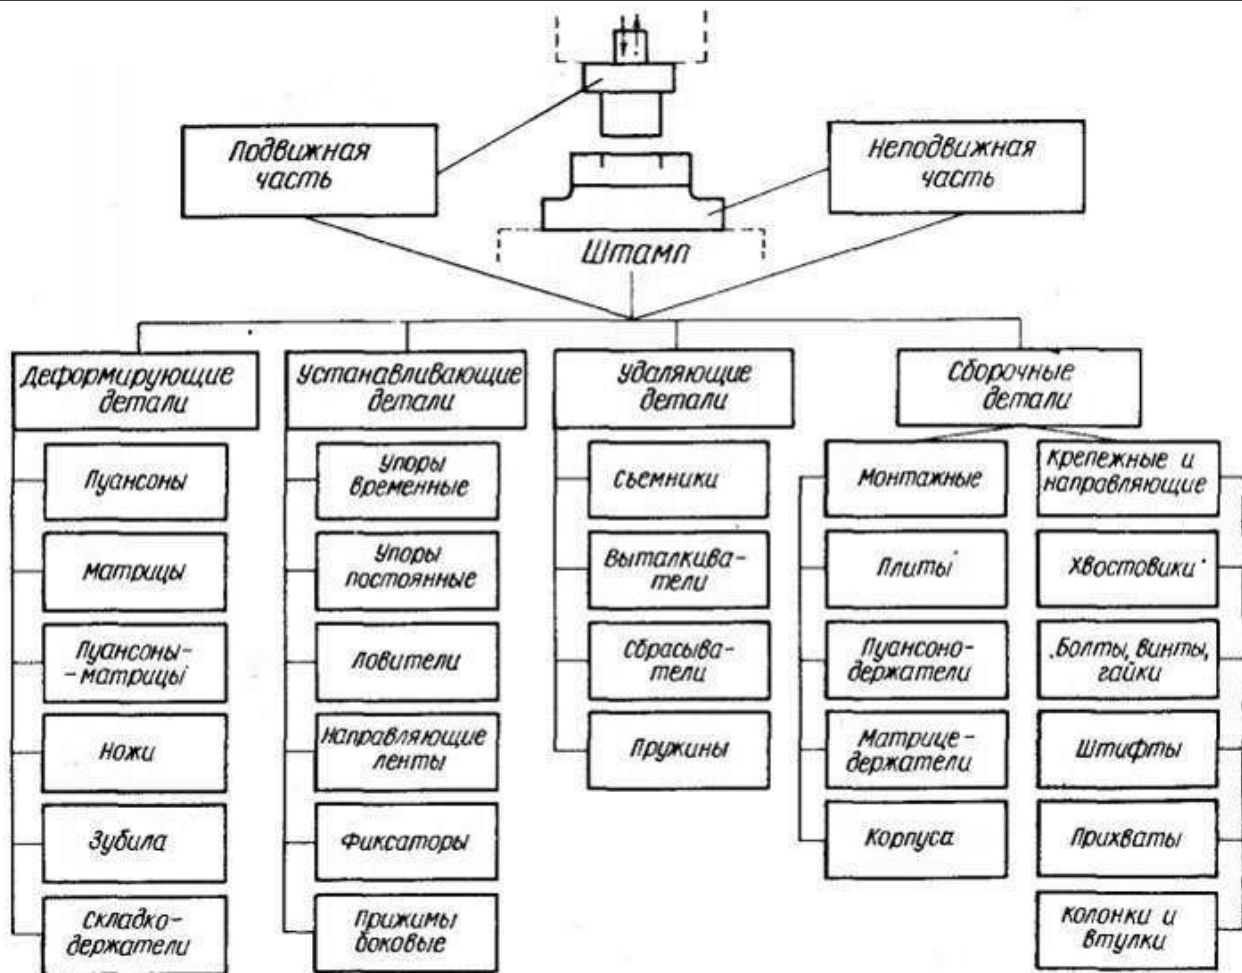 Подвижная
часть
Неподвижная
часть
Штамп
Деформирующие
детали
Устанавливающие
детали
Удаляющие
детали
Сборочные
детали
Пуансоны
Матрицы
Пуансоны-
-матрицы
Ножи
Зубила
Складко-
держатели
Упоры
временные
Упоры
постоянные
Ловители
Направляющие
ленты
Фиксаторы
Прижимы
боковые
Съемники
Выталкива-
тели
Сбрасыва-
тели
Пружины
Монтажные
Плиты
Пуансоно-
держатели
Матрице-
держатели
Корпуса
Крепежные и
направляющие
Хвостовики
Болты, винты,
гайки
Штифты
Прихваты
Колонки и
втулки